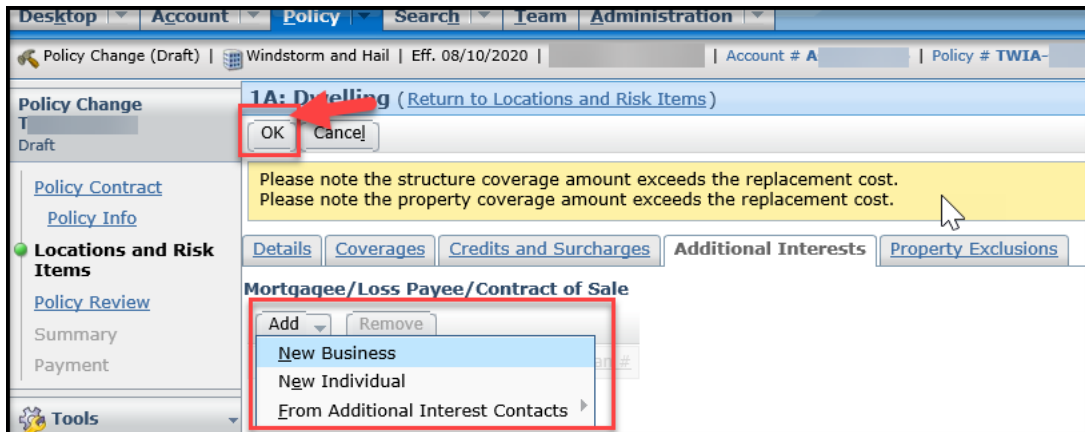 Desktop Account Policy Search Team Administration
Policy Change (Draft) | Windstorm and Hail | Eff. 08/10/2020 | | Account # A | Policy # TWIA-
Policy Change
T
Draft
Policy Contract
Policy Info
Locations and Risk
Items
Policy Review
Summary
Payment
Tools
1A: Dwelling (Return to Locations and Risk Items)
OK Cancel
Please note the structure coverage amount exceeds the replacement cost.
Please note the property coverage amount exceeds the replacement cost.
Details Coverages Credits and Surcharges Additional Interests Property Exclusions
Mortgagee/Loss Payee/Contract of Sale
Add Remove
New Business
New Individual
From Additional Interest Contacts